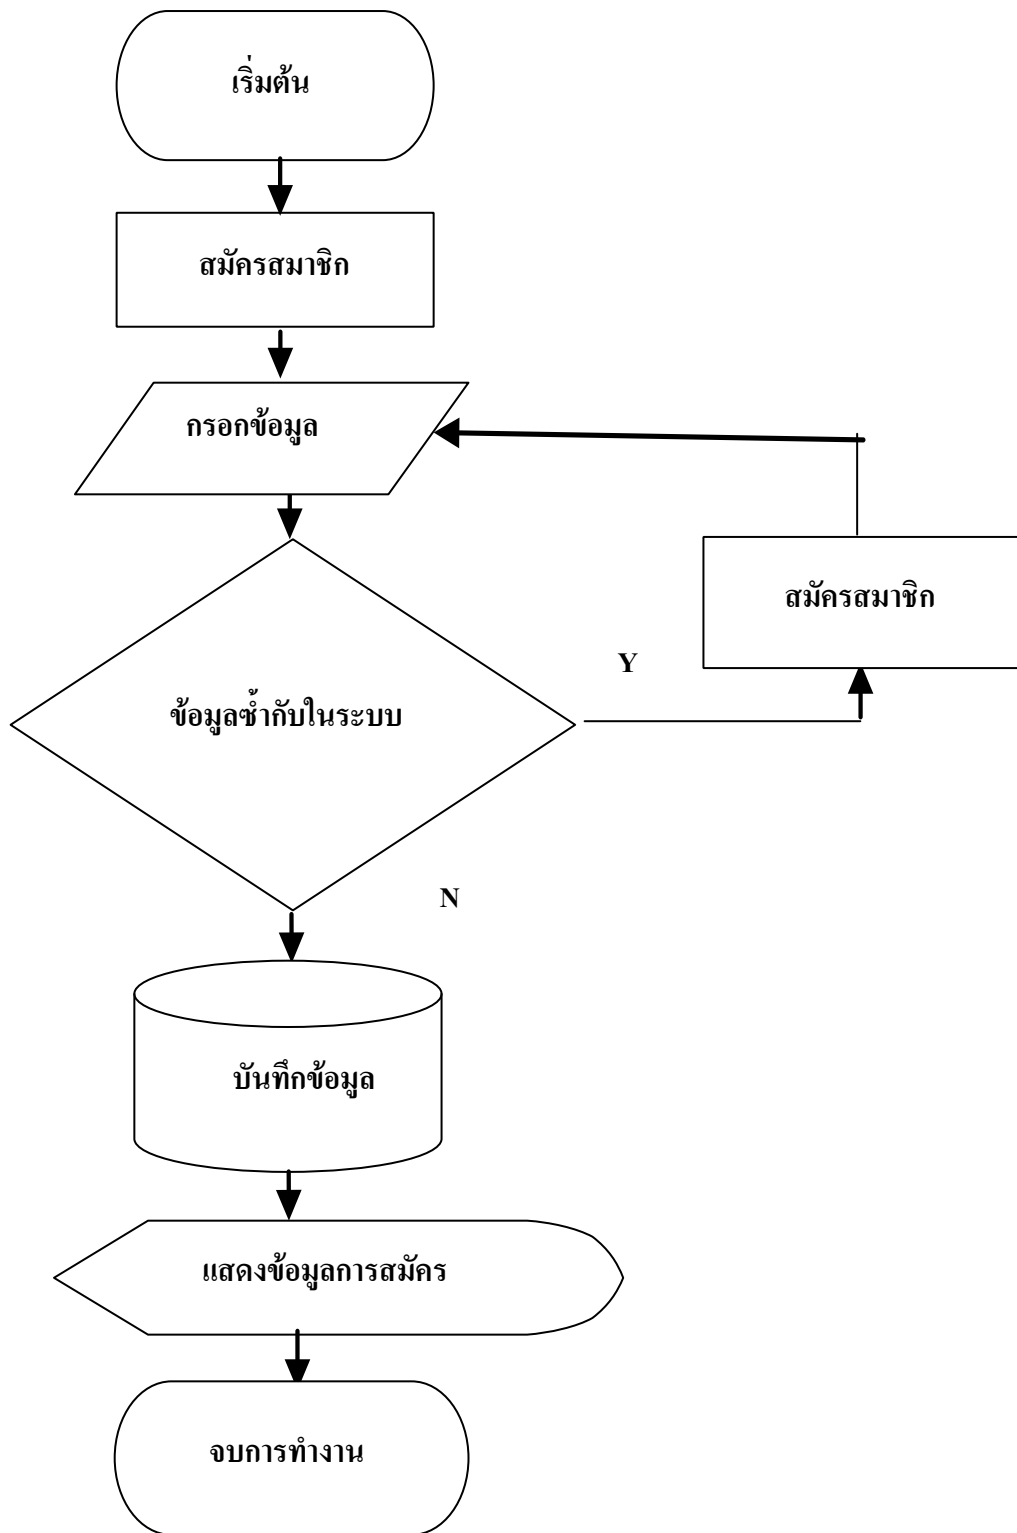 เริ่มต้น
สมัครสมาชิก
กรอกข้อมูล
สมัครสมาชิก
Y
ข้อมูลซ้ำกับในระบบ
N
บันทึกข้อมูล
แสดงข้อมูลการสมัคร
จบการทำงาน